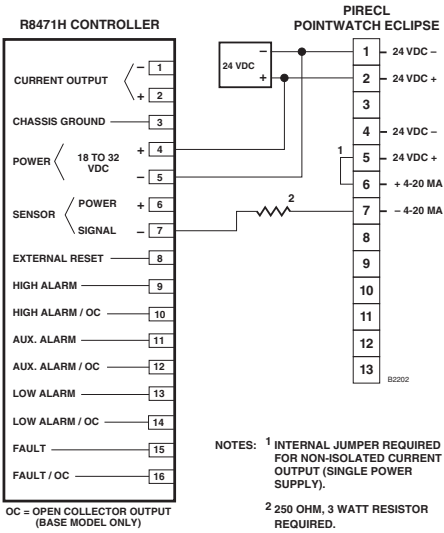 R8471H CONTROLLER
PIRECL
POINTWATCH ECLIPSE
CURRENT OUTPUT
– 1
+ 2
CHASSIS GROUND 3
POWER
18 TO 32
VDC
+ 4
– 5
SENSOR
POWER + 6
SIGNAL – 7
EXTERNAL RESET 8
HIGH ALARM 9
HIGH ALARM / OC 10
AUX. ALARM 11
AUX. ALARM / OC 12
LOW ALARM 13
LOW ALARM / OC 14
FAULT 15
FAULT / OC 16
OC = OPEN COLLECTOR OUTPUT
(BASE MODEL ONLY)
24 VDC
–
+
1
2
1 – 24 VDC –
2 – 24 VDC +
3
4 – 24 VDC –
5 – 24 VDC +
6 + 4-20 MA
7 – 4-20 MA
8
9
10
11
12
13
B2202
NOTES: 1 INTERNAL JUMPER REQUIRED
FOR NON-ISOLATED CURRENT
OUTPUT (SINGLE POWER
SUPPLY).
2 250 OHM, 3 WATT RESISTOR
REQUIRED.